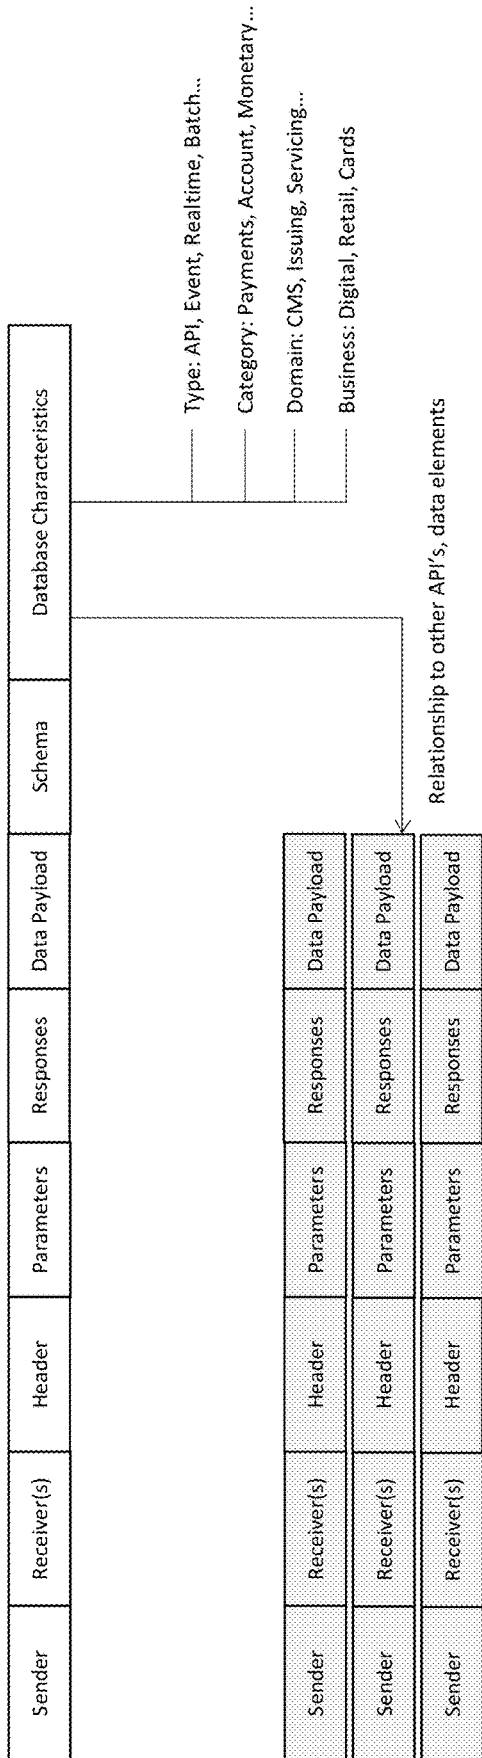 Sender
Receiver(s)
Header
Parameters
Responses
Data Payload
Schema
Database Characteristics
Type: API, Event, Realtime, Batch...
Category: Payments, Account, Monetary...
Domain: CMS, Issuing, Servicing...
Business: Digital, Retail, Cards
Sender
Receiver(s)
Header
Parameters
Responses
Data Payload
Sender
Receiver(s)
Header
Parameters
Responses
Data Payload
Sender
Receiver(s)
Header
Parameters
Responses
Data Payload
Relationship to other API's, data elements